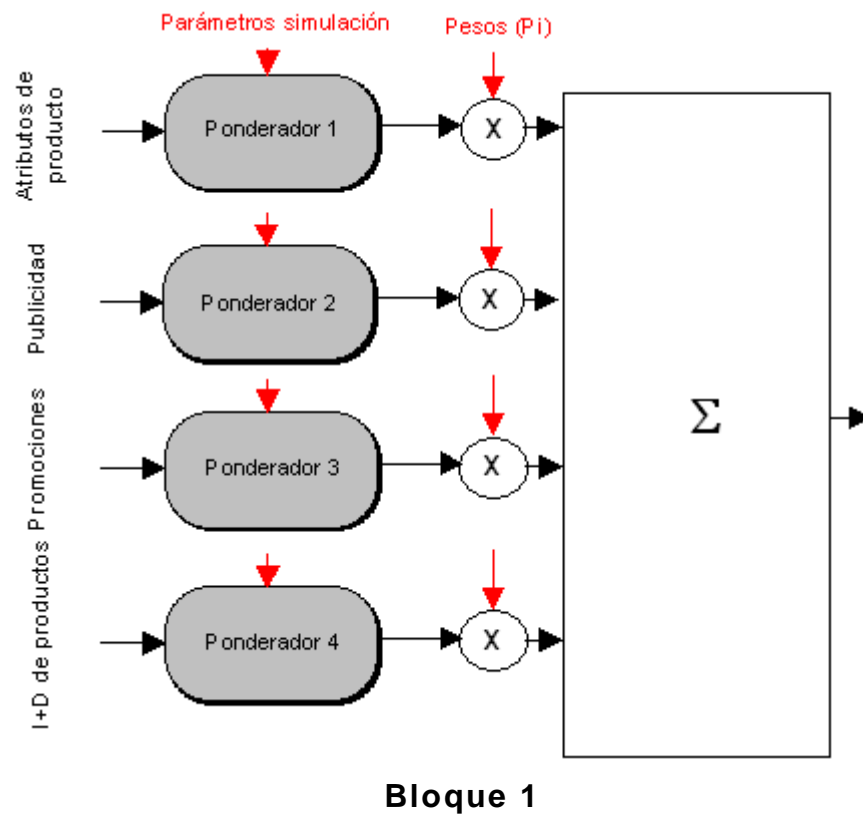 Parámetros simulación
Pesos (Pi)
Atributos de
producto
Ponderador 1
X
Publicidad
Ponderador 2
X
Σ
Promociones
Ponderador 3
X
I+D de productos
Ponderador 4
X
Bloque 1